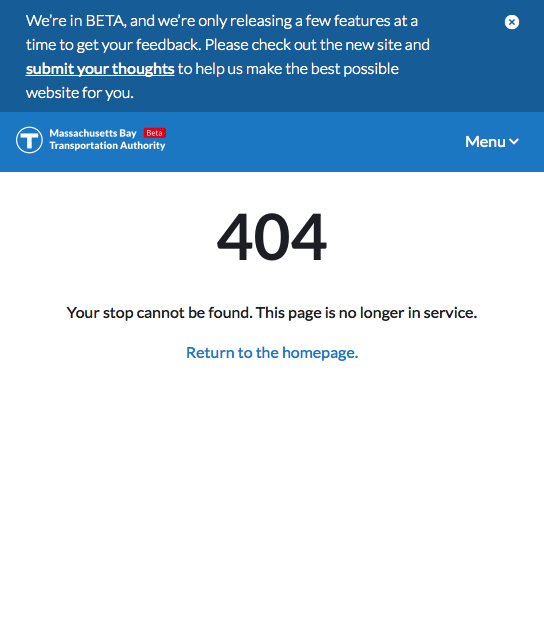 We're in BETA, and we're only releasing a few features at a
time to get your feedback. Please check out the new site and
submit your thoughts to help us make the best possible
website for you.
T
Massachusetts Bay Beta
Transportation Authority
Menu
404
Your stop cannot be found. This page is no longer in service.
Return to the homepage.